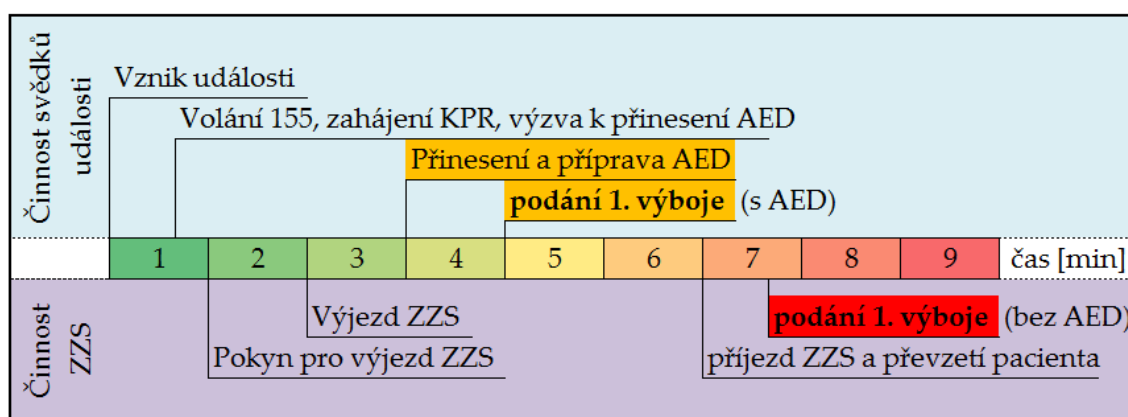 Činnost svědků
události
Vznik události
Volání 155, zahájení KPR, výzva k přinesení AED
Přinesení a příprava AED
podání 1. výboje (s AED)
1 2 3 4 5 6 7 8 9 čas [min]
Činnost
ZZS
Výjezd ZZS
podání 1. výboje (bez AED)
Pokyn pro výjezd ZZS
příjezd ZZS a převzetí pacienta